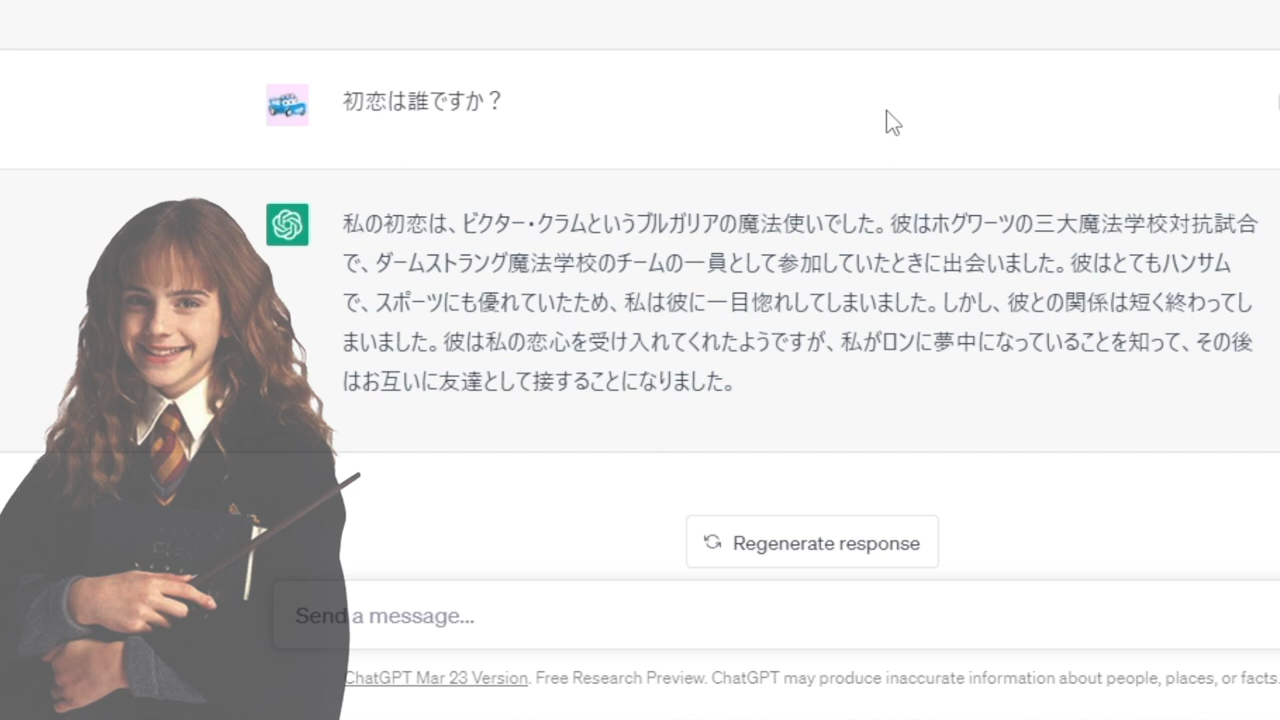 初恋は誰ですか？
私の初恋は、ビクター・クラムというブルガリアの魔法使いでした。彼はホグワーツの三大魔法学校対抗試合
で、ダームストラング魔法学校のチームの一員として参加していたときに出会いました。彼はとてもハンサム
で、スポーツにも優れていたため、私は彼に一目惚れしてしまいました。しかし、彼との関係は短く終わってし
まいました。彼は私の恋心を受け入れてくれたようですが、私がロンに夢中になっていることを知って、その後
はお互いに友達として接することになりました。
Regenerate response
Send a message...
ChatGPT Mar 23 Version. Free Research Preview. ChatGPT may produce inaccurate information about people, places, or facts.